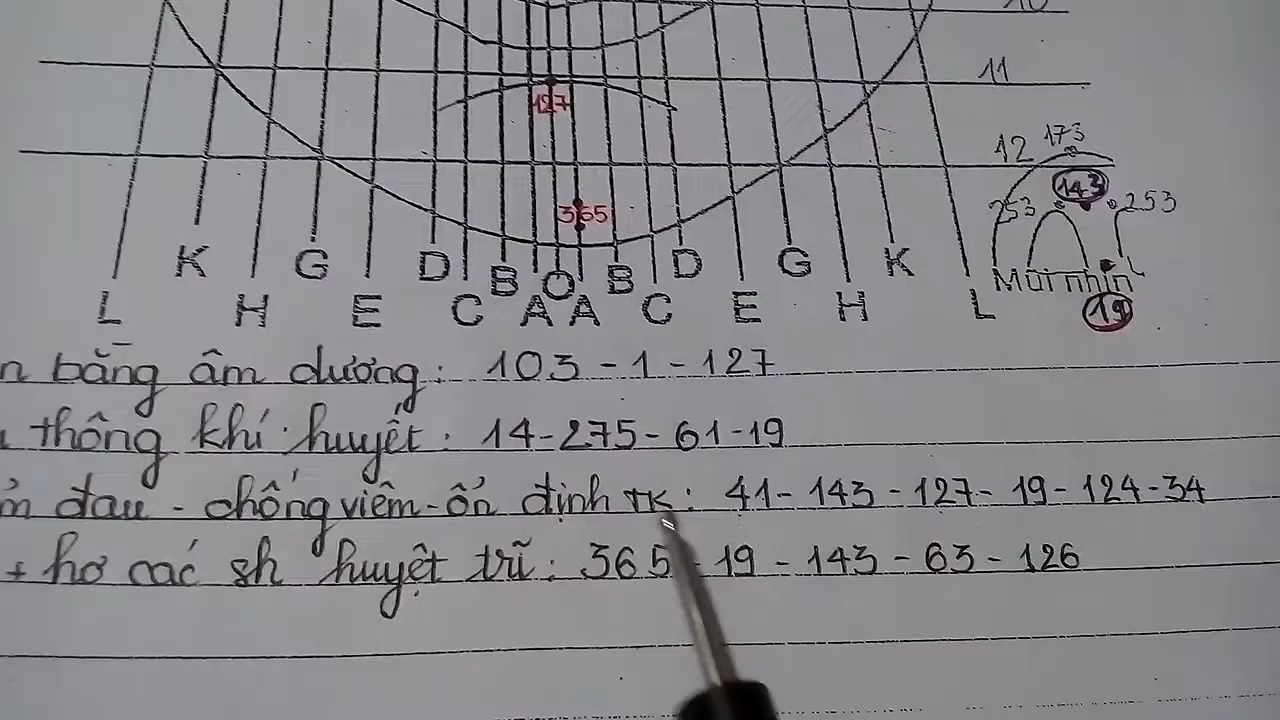 10
11
127
12 173
143
365
253 253
K G D B O B D G K
Mũi nhìn L
L H E C A A C E H L
19
bằng âm dương: 103 - 1 - 127
thông khí huyết: 14 - 275 - 61 - 19
đau - chống viêm - ổn định TK: 41 - 143 - 127 - 19 - 124 - 34
+ hơ các sh huyệt trĩ: 365 - 19 - 143 - 63 - 126